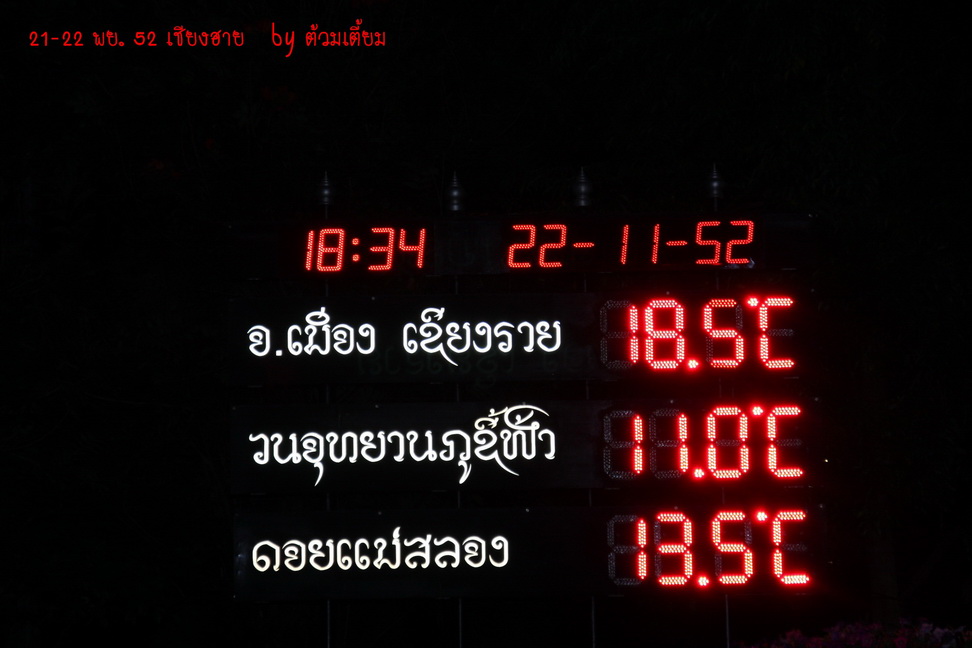 21-22 พย. 52 เชียงฮาย by ต้วมเตี้ยม
18:34 22-11-52
อ.เมือง เชียงราย 18.5°C
วนอุทยานภูชี้ฟ้า 11.0°C
ดอยแม่สลอง 13.5°C